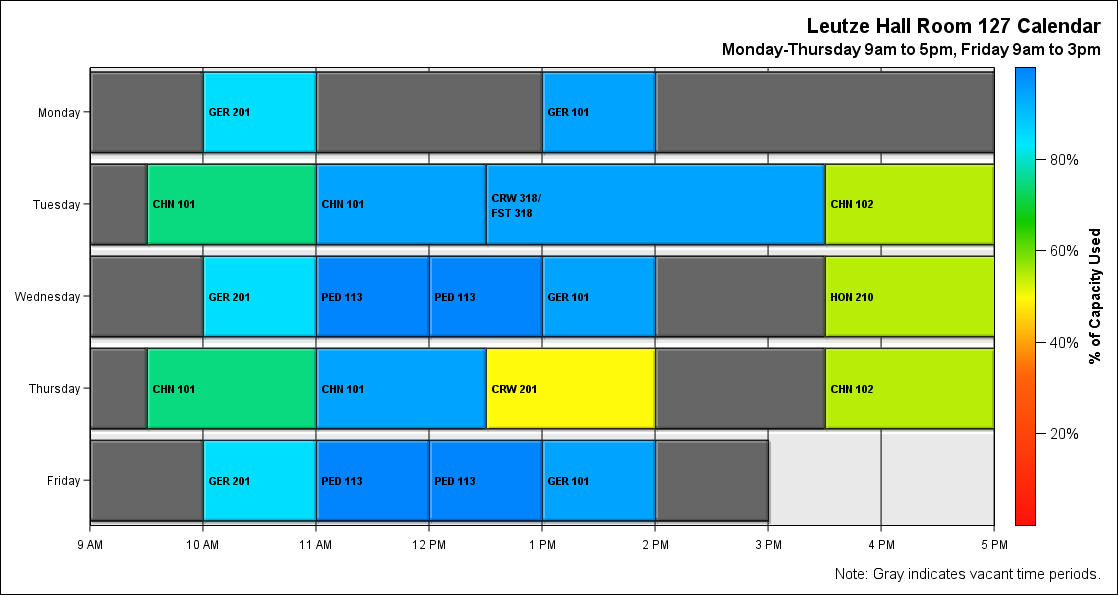 Leutze Hall Room 127 Calendar
Monday-Thursday 9am to 5pm, Friday 9am to 3pm
Monday
GER 201
GER 101
Tuesday
CHN 101
CHN 101
CRW 318/
FST 318
CHN 102
Wednesday
GER 201
PED 113
PED 113
GER 101
HON 210
Thursday
CHN 101
CHN 101
CRW 201
CHN 102
Friday
GER 201
PED 113
PED 113
GER 101
9 AM
10 AM
11 AM
12 PM
1 PM
2 PM
3 PM
4 PM
5 PM
80%
60%
40%
20%
% of Capacity Used
Note: Gray indicates vacant time periods.